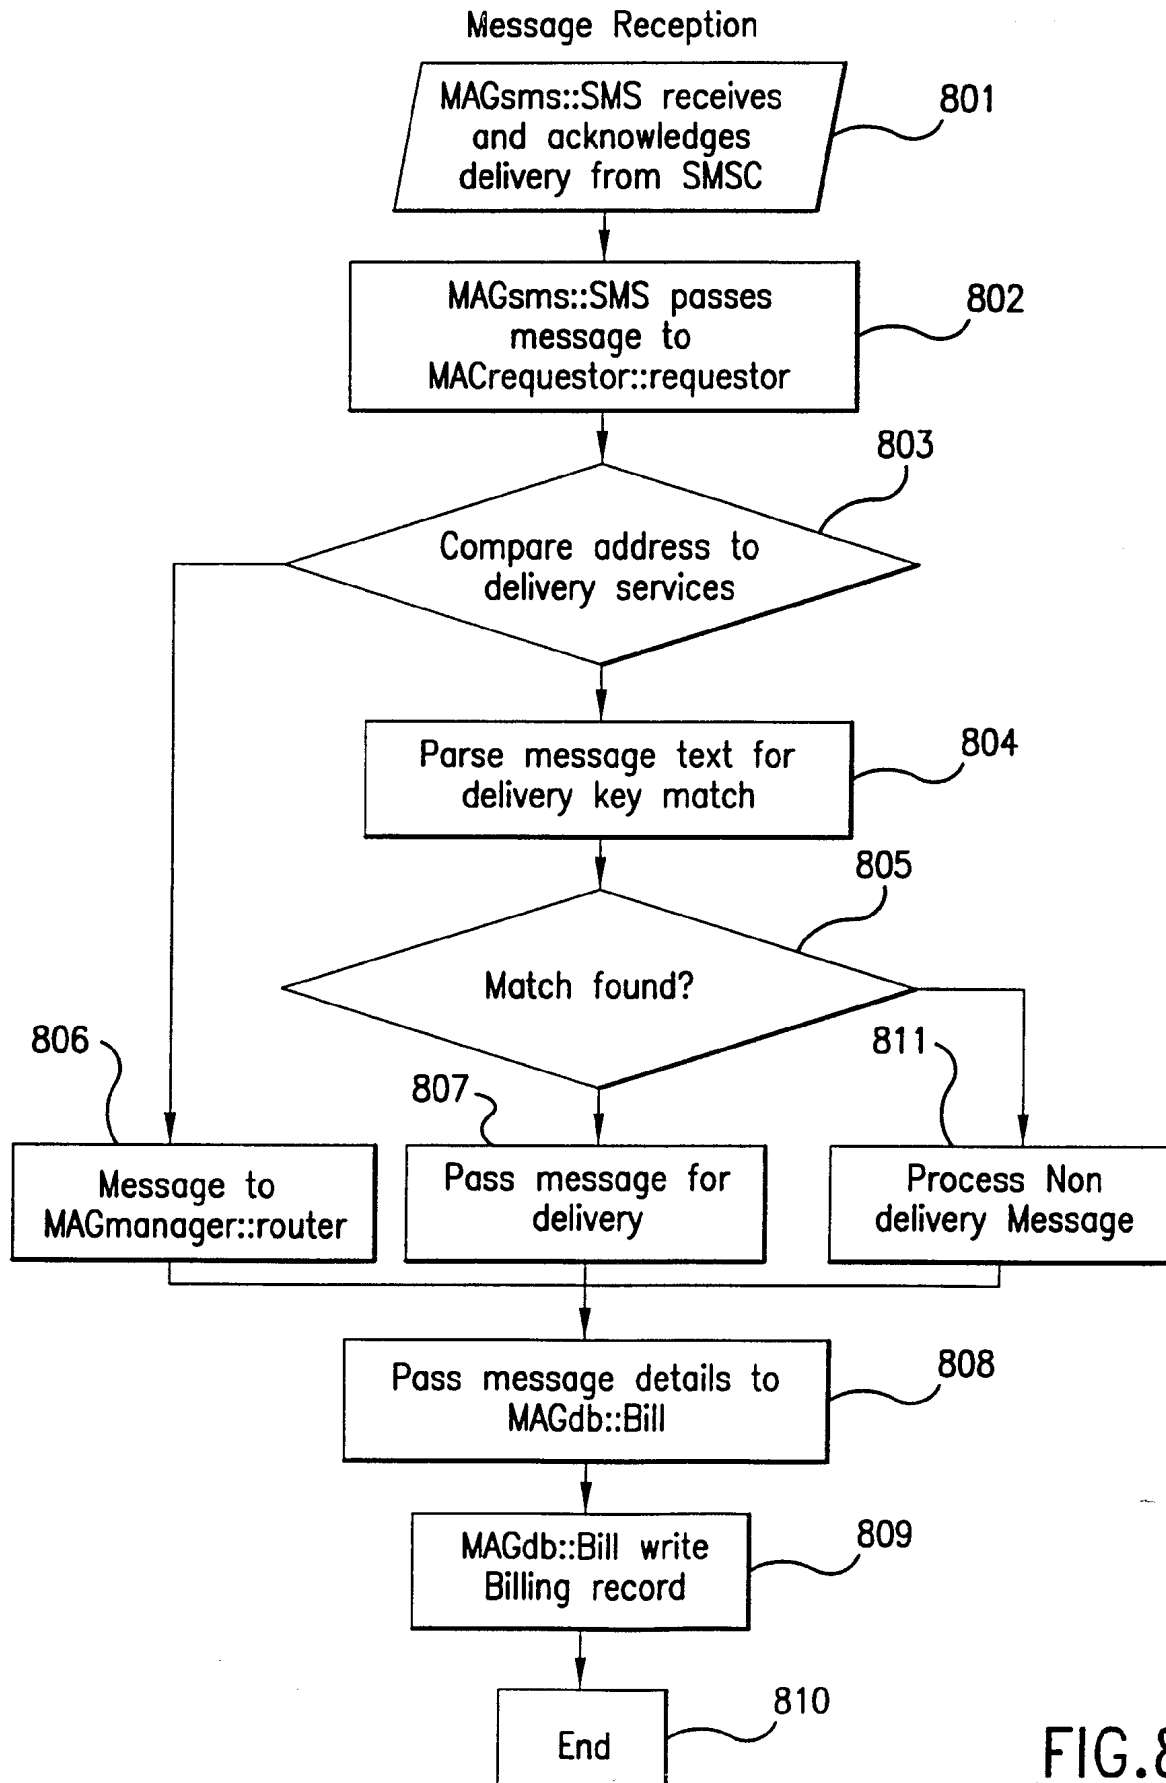 Message Reception
MAGsms::SMS receives
and acknowledges
delivery from SMSC
801
MAGsms::SMS passes
message to
MACrequestor::requestor
802
803
Compare address to
delivery services
Parse message text for
delivery key match
804
805
Match found?
806
807
811
Message to
MAGmanager::router
Pass message for
delivery
Process Non
delivery Message
Pass message details to
MAGdb::Bill
808
MAGdb::Bill write
Billing record
809
End
810
FIG.8